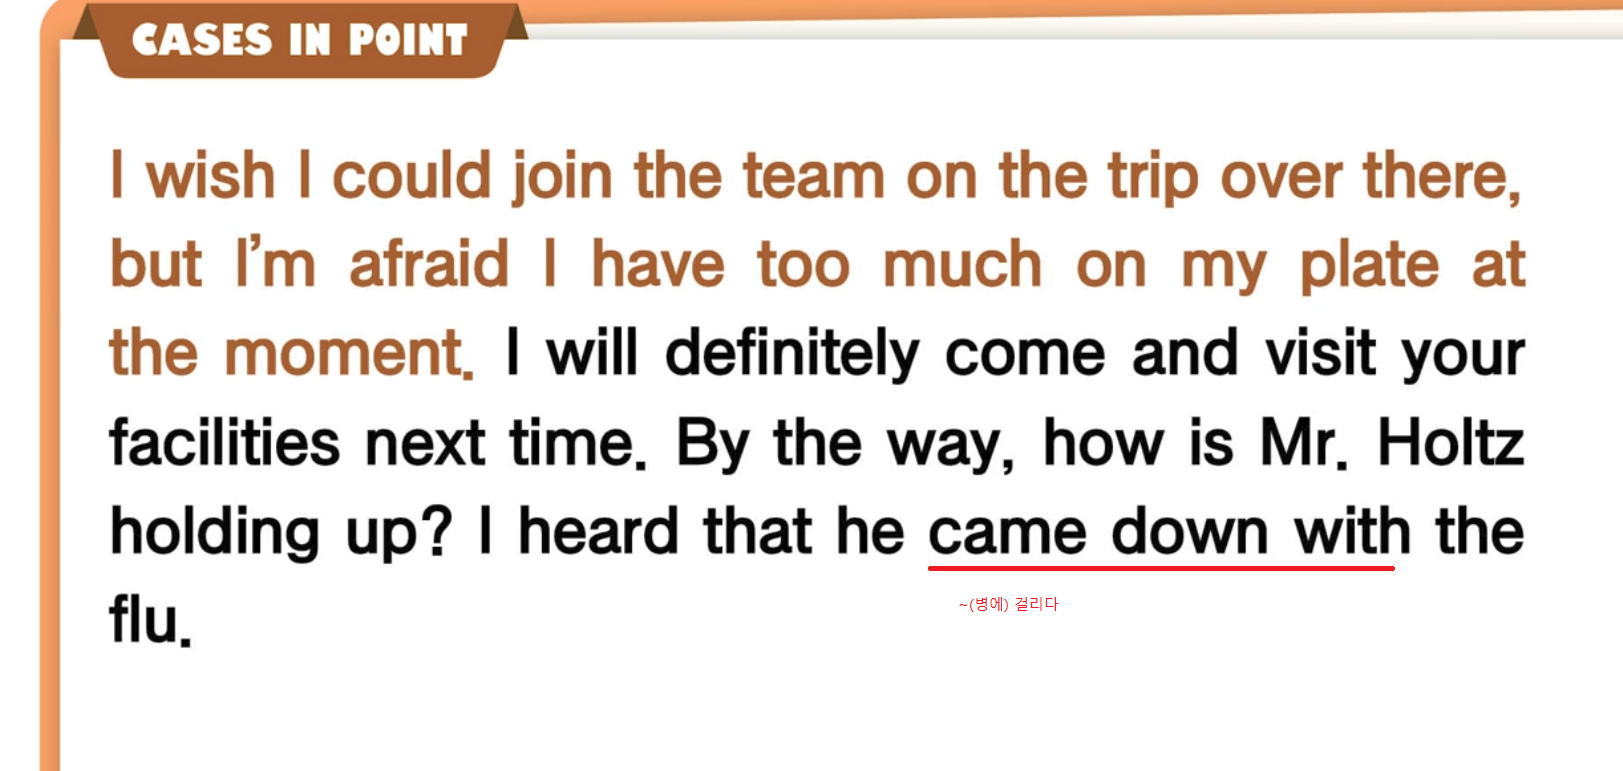 CASES IN POINT
I wish I could join the team on the trip over there,
but I'm afraid I have too much on my plate at
the moment. I will definitely come and visit your
facilities next time. By the way, how is Mr. Holtz
holding up? I heard that he came down with the
~(병에) 걸리다
flu.